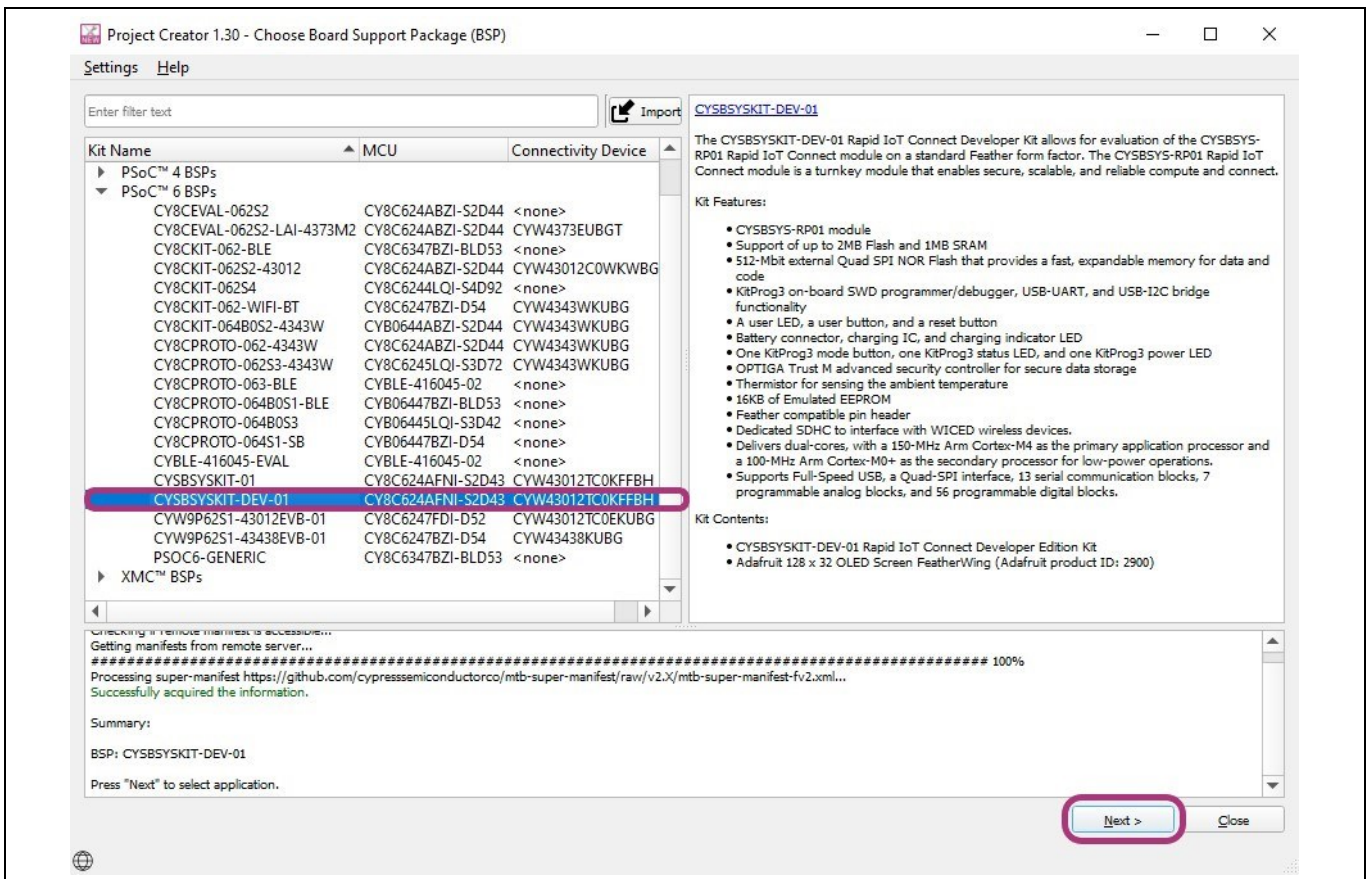 Project Creator 1.30 - Choose Board Support Package (BSP)
Settings Help
Enter filter text
Import
Kit Name MCU Connectivity Device
PSoC™ 4 BSPs
PSoC™ 6 BSPs
CY8CEVAL-062S2 CY8C624ABZI-S2D44 <none>
CY8CEVAL-062S2-LAI-4373M2 CY8C624ABZI-S2D44 CYW4373EUBGT
CY8CKIT-062-BLE CY8C6347BZI-BLD53 <none>
CY8CKIT-062S2-43012 CY8C624ABZI-S2D44 CYW43012C0WKWBG
CY8CKIT-062S4 CY8C6244LQI-S4D92 <none>
CY8CKIT-062-WIFI-BT CY8C6247BZI-D54 CYW4343WKUBG
CY8CKIT-064B0S2-4343W CYB0644ABZI-S2D44 CYW4343WKUBG
CY8CPROTO-062-4343W CY8C624ABZI-S2D44 CYW4343WKUBG
CY8CPROTO-062S3-4343W CY8C6245LQI-S3D72 CYW4343WKUBG
CY8CPROTO-063-BLE CYBLE-416045-02 <none>
CY8CPROTO-064B0S1-BLE CYB06447BZI-BLD53 <none>
CY8CPROTO-064B0S3 CYB06445LQI-S3D42 <none>
CY8CPROTO-064S1-SB CYB06447BZI-D54 <none>
CYBLE-416045-EVAL CYBLE-416045-02 <none>
CYSBSYSKIT-01 CY8C624AFNI-S2D43 CYW43012TC0KFFBH
CYSBSYSKIT-DEV-01 CY8C624AFNI-S2D43 CYW43012TC0KFFBH
CYW9P62S1-43012EVB-01 CY8C6247FDI-D52 CYW43012TC0EKUBG
CYW9P62S1-43438EVB-01 CY8C6247BZI-D54 CYW43438KUBG
PSOC6-GENERIC CY8C6347BZI-BLD53 <none>
XMC™ BSPs
CYSBSYSKIT-DEV-01
The CYSBSYSKIT-DEV-01 Rapid IoT Connect Developer Kit allows for evaluation of the CYSBSYS-
RP01 Rapid IoT Connect module on a standard Feather form factor. The CYSBSYS-RP01 Rapid IoT
Connect module is a turnkey module that enables secure, scalable, and reliable compute and connect.
Kit Features:
• CYSBSYS-RP01 module
• Support of up to 2MB Flash and 1MB SRAM
• 512-Mbit external Quad SPI NOR Flash that provides a fast, expandable memory for data and
code
• KitProg3 on-board SWD programmer/debugger, USB-UART, and USB-I2C bridge
functionality
• A user LED, a user button, and a reset button
• Battery connector, charging IC, and charging indicator LED
• One KitProg3 mode button, one KitProg3 status LED, and one KitProg3 power LED
• OPTIGA Trust M advanced security controller for secure data storage
• Thermistor for sensing the ambient temperature
• 16KB of Emulated EEPROM
• Feather compatible pin header
• Dedicated SDHC to interface with WICED wireless devices.
• Delivers dual-cores, with a 150-MHz Arm Cortex-M4 as the primary application processor and
a 100-MHz Arm Cortex-M0+ as the secondary processor for low-power operations.
• Supports Full-Speed USB, a Quad-SPI interface, 13 serial communication blocks, 7
programmable analog blocks, and 56 programmable digital blocks.
Kit Contents:
• CYSBSYSKIT-DEV-01 Rapid IoT Connect Developer Edition Kit
• Adafruit 128 x 32 OLED Screen FeatherWing (Adafruit product ID: 2900)
Checking if remote manifest is accessible...
Getting manifests from remote server...
################################################################################################### 100%
Processing super-manifest https://github.com/cypresssemiconductorco/mtb-super-manifest/raw/v2.X/mtb-super-manifest-fv2.xml...
Successfully acquired the information.
Summary:
BSP: CYSBSYSKIT-DEV-01
Press "Next" to select application.
Next >
Close